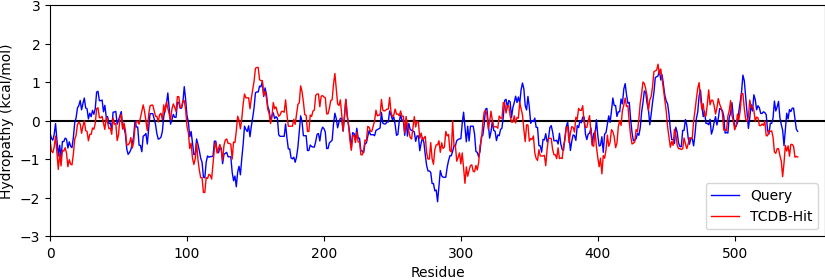 3
2
1
0
−1
−2
−3
Hydropathy (kcal/mol)
0 100 200 300 400 500
Residue
Query
TCDB-Hit